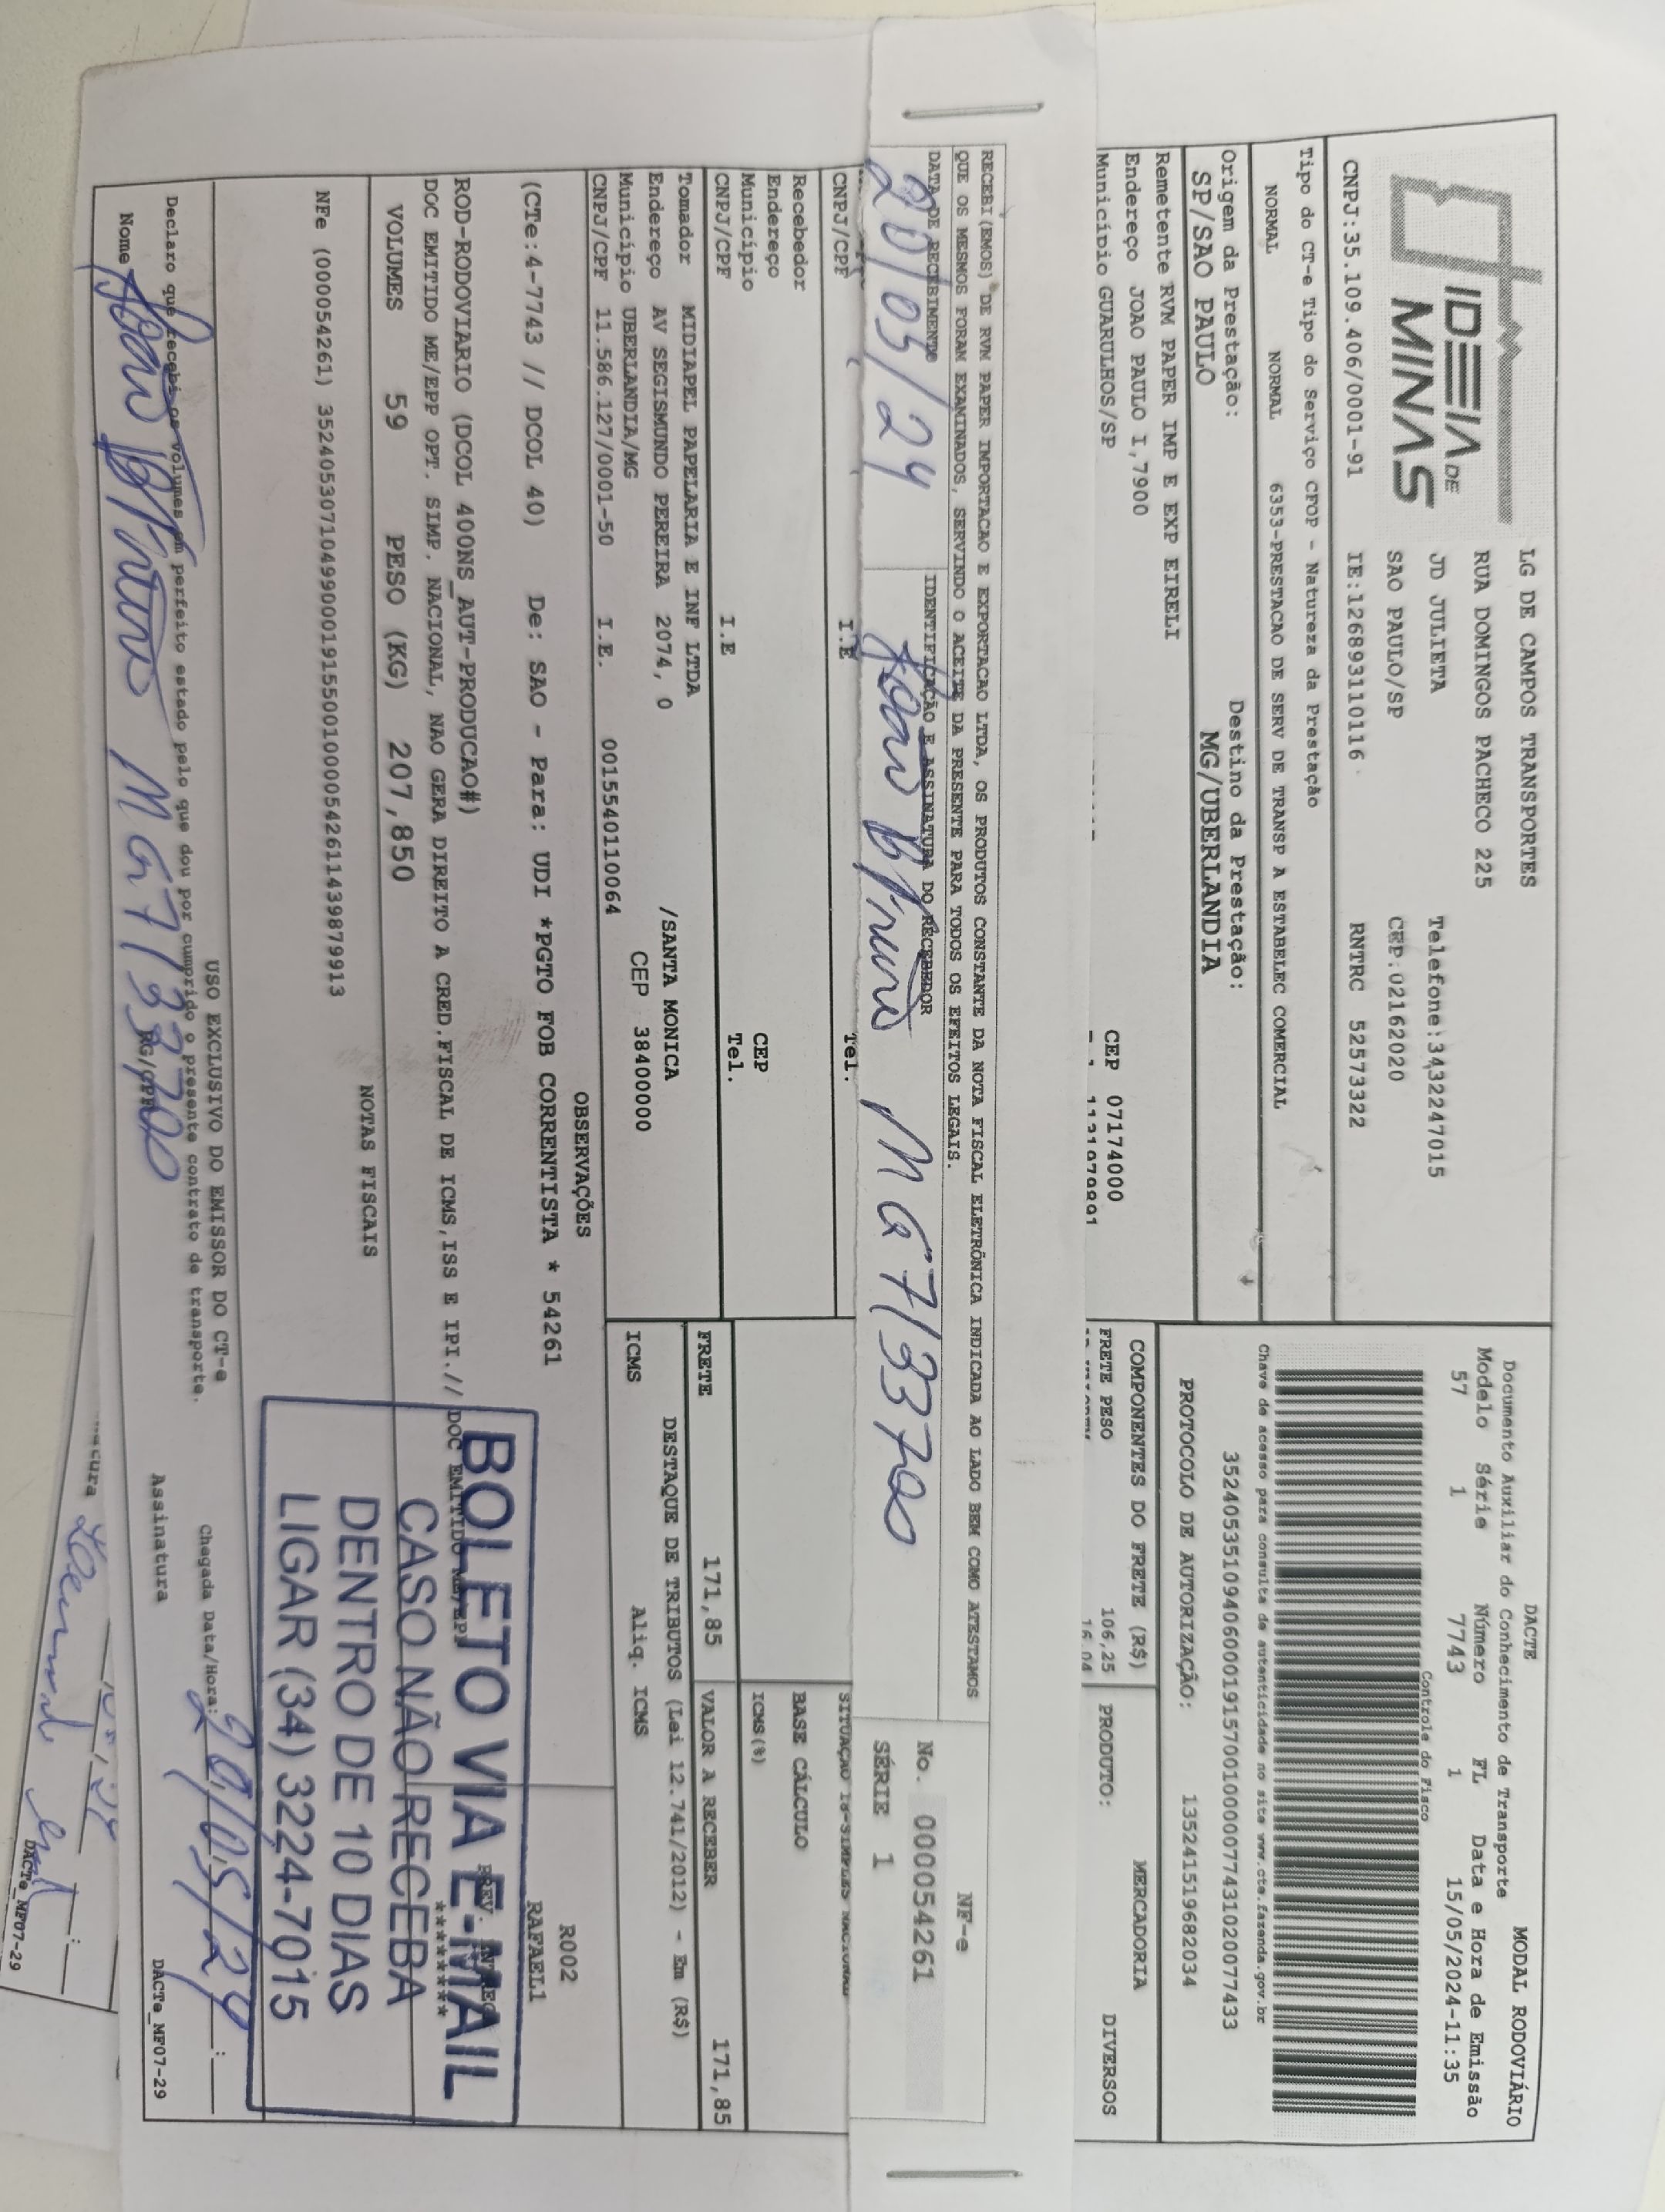 IDEIA DE
MINAS
LG DE CAMPOS TRANSPORTES
RUA DOMINGOS PACHECO 225
JD JULIETA
Telefone:3432247015
SAO PAULO/SP
CEP:02162020
CNPJ:35.109.406/0001-91
IE:126893110116
RNTRC 52573322
DACTE
MODAL RODOVIÁRIO
Documento Auxiliar do Conhecimento de Transporte
Modelo Série Número FL Data e Hora de Emissão
57 1 7743 1 15/05/2024-11:35
Controle do Fisco
Tipo do CT-e Tipo do Serviço CFOP - Natureza da Prestação
NORMAL NORMAL 6353-PRESTACAO DE SERV DE TRANSP A ESTABELEC COMERCIAL
Chave de acesso para consulta de autenticidade no site www.cte.fazenda.gov.br
35240535109406000191570010000077431020077433
Origem da Prestação:
SP/SAO PAULO
Destino da Prestação:
MG/UBERLANDIA
PROTOCOLO DE AUTORIZAÇÃO: 135241519682034
Remetente RVM PAPER IMP E EXP EIRELI
Endereço JOAO PAULO I,7900
Município GUARULHOS/SP
CEP 07174000
COMPONENTES DO FRETE (R$)
FRETE PESO 106,25
MERCADORIA
PRODUTO: DIVERSOS
RECEBI(EMOS) DE RVM PAPER IMPORTACAO E EXPORTACAO LTDA, OS PRODUTOS CONSTANTE DA NOTA FISCAL ELETRÔNICA INDICADA AO LADO BEM COMO ATESTAMOS
QUE OS MESMOS FORAM EXAMINADOS, SERVINDO O ACEITE DA PRESENTE PARA TODOS OS EFEITOS LEGAIS.
DATA DE RECEBIMENTO
IDENTIFICAÇÃO E ASSINATURA DO RECEBEDOR
20/05/24
NF-e
No. 000054261
SÉRIE 1
CNPJ/CPF I.E Tel.
Recebedor
Endereço
Município CEP
CNPJ/CPF I.E Tel.
BASE CÁLCULO
ICMS(%)
Tomador MIDIAPEL PAPELARIA E INF LTDA
Endereço AV SEGISMUNDO PEREIRA 2074, 0 /SANTA MONICA
Município UBERLANDIA/MG CEP 38400000
CNPJ/CPF 11.586.127/0001-50 I.E. 0015540110064
FRETE 171,85
VALOR A RECEBER 171,85
DESTAQUE DE TRIBUTOS (Lei 12.741/2012) - Em (R$)
ICMS Aliq. ICMS
OBSERVAÇÕES
(CTe:4-7743 // DCOL 40) De: SAO - Para: UDI *PGTO FOB CORRENTISTA * 54261
R002
RAFAEL1
ROD-RODOVIARIO (DCOL 400NS_AUT-PRODUCAO#)
DOC EMITIDO ME/EPP OPT. SIMP. NACIONAL, NAO GERA DIREITO A CRED.FISCAL DE ICMS,ISS E IPI.// DOC EMITIDO ME/EPP
VOLUMES 59 PESO (KG) 207,850
********
NOTAS FISCAIS
NFe (000054261)
BOLETO VIA E-MAIL
CASO NÃO RECEBA
DENTRO DE 10 DIAS
LIGAR (34) 3224-7015
USO EXCLUSIVO DO EMISSOR DO CT-e
Declaro que recebi os volumes em perfeito estado pelo que dou por cumprido o presente contrato de transporte.
Chegada Data/Hora: 20/05/24
Nome
RG/CPF
Assinatura
DACTe_MF07-29
DACTe_MF07-29